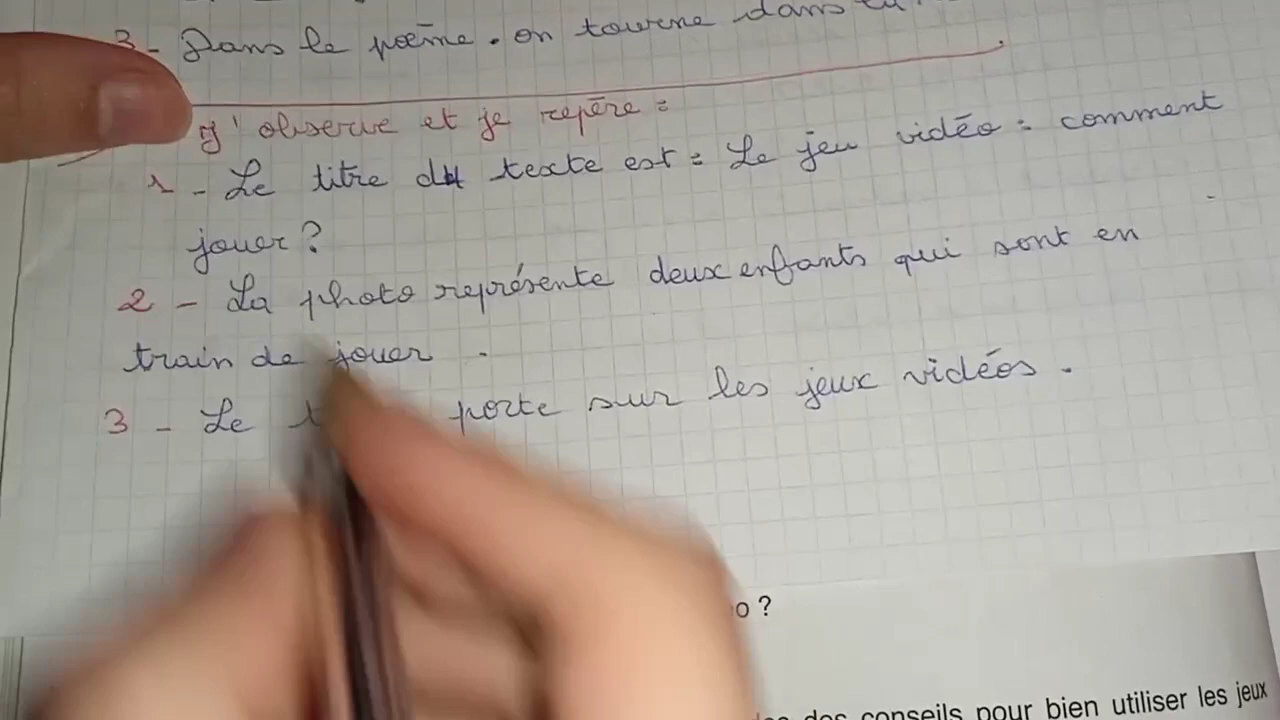 3 - Dans le poème. on tourne dans
J'observe et je repère :
1 - Le titre du texte est : Le jeu vidéo : comment
jouer ?
2 - La photo représente deux enfants qui sont en
train de jouer .
3 - Le porte sur les jeux vidéos .
o ?
des conseils pour bien utiliser les jeux